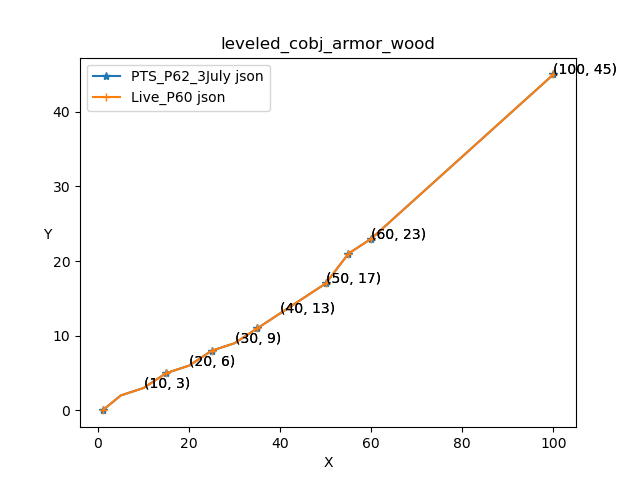 leveled_cobj_armor_wood
PTS_P62_3July json
Live_P60 json
(100, 45)
40
30
(60, 23)
Y
20
(50, 17)
(40, 13)
10
(30, 9)
(20, 6)
(10, 3)
0
0 20 40 60 80 100
X